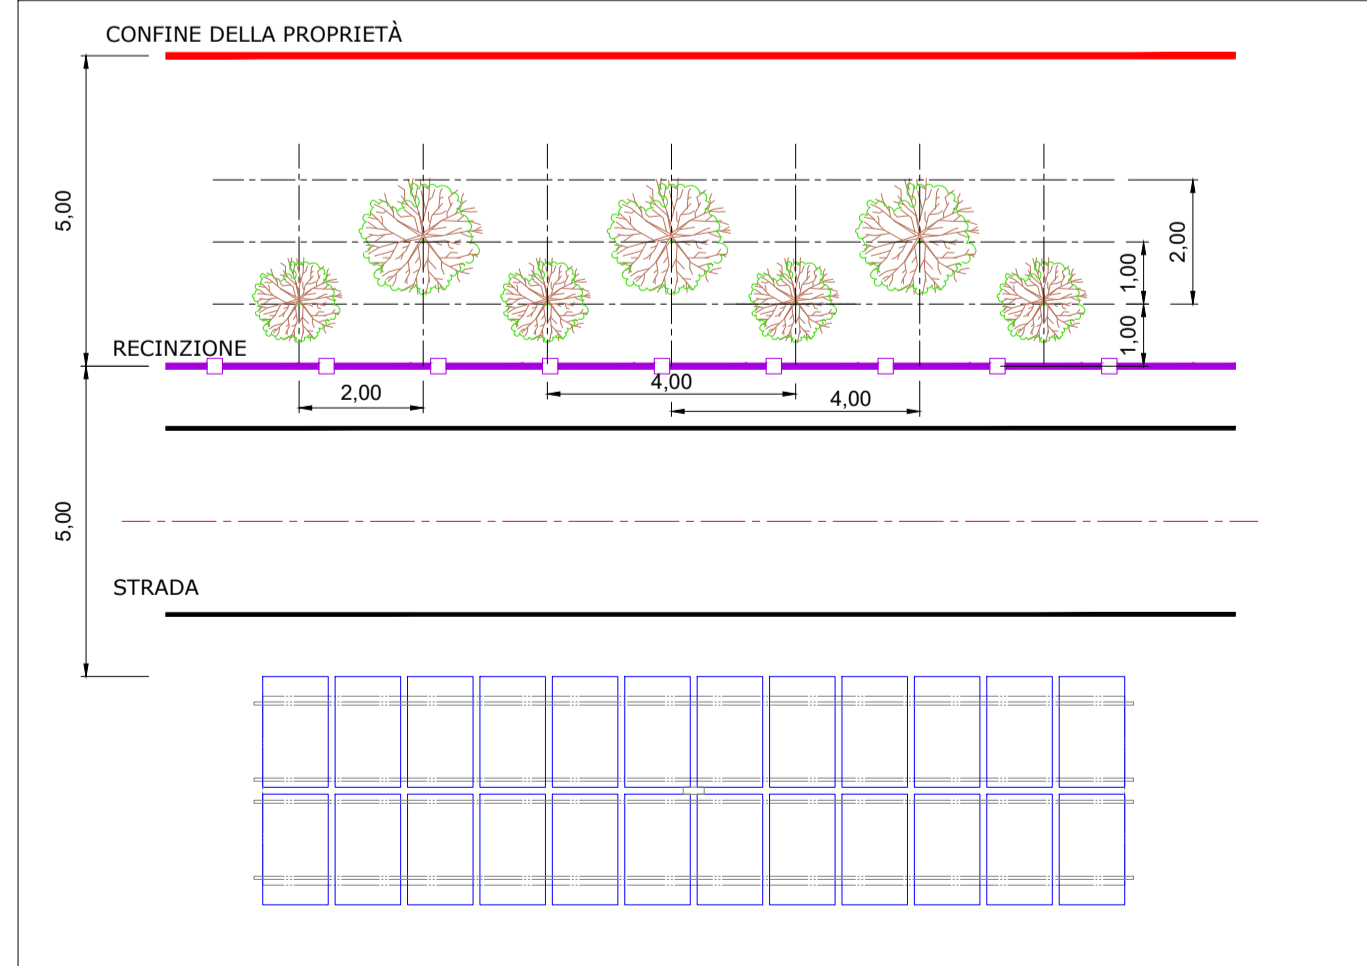 CONFINE DELLA PROPRIETÀ
5,00
2,00
1,00
1,00
RECINZIONE
2,00
4,00
4,00
5,00
STRADA